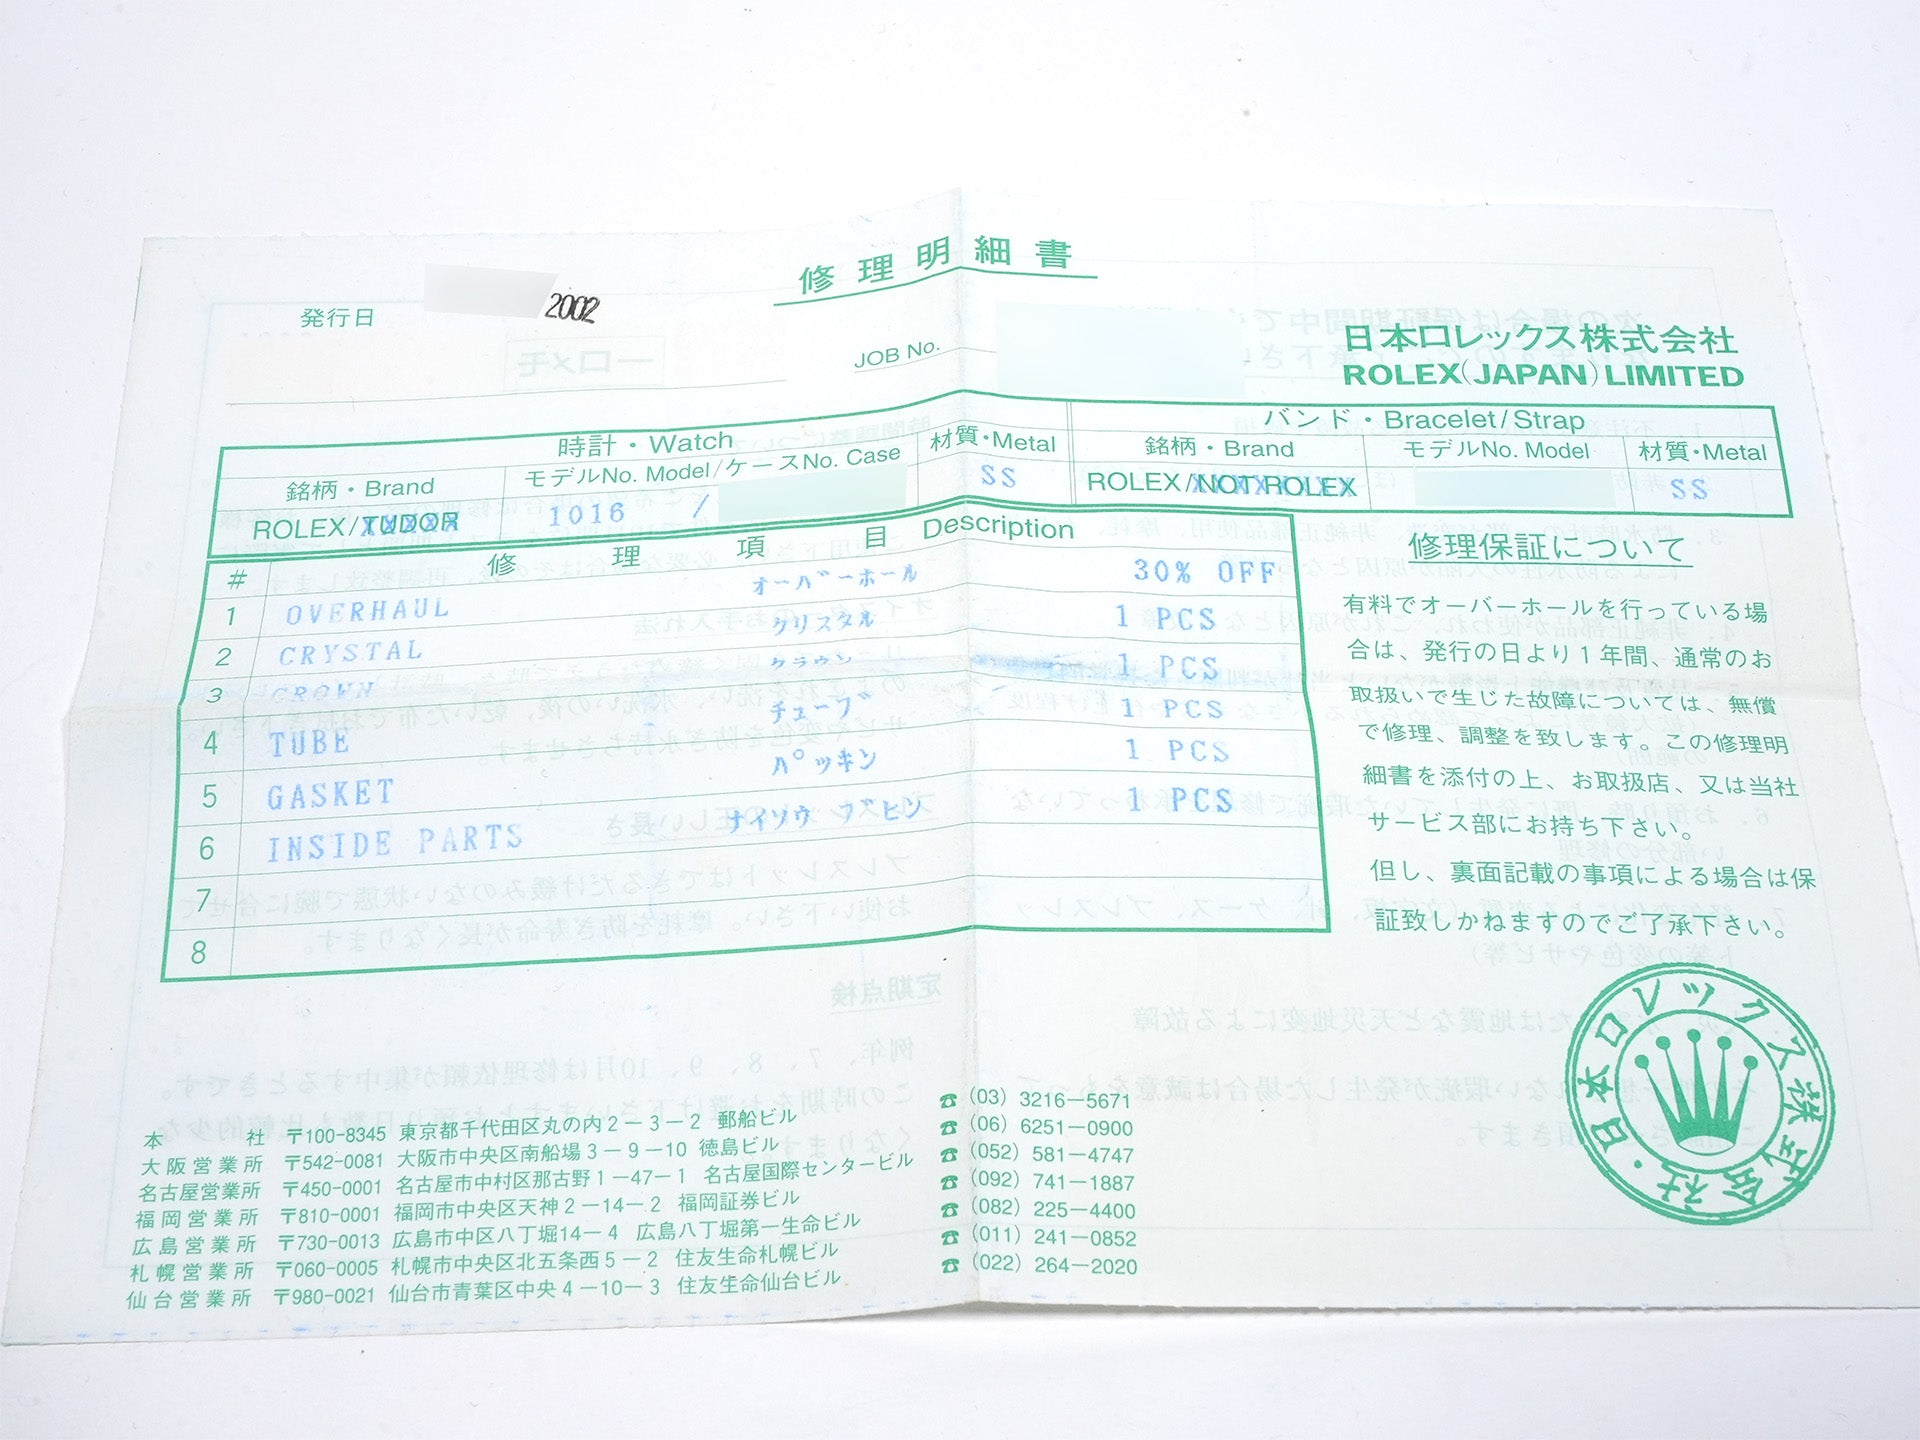 修理明細書
発行日 2002
JOB No.
日本ロレックス株式会社
ROLEX(JAPAN)LIMITED
時計・Watch 材質・Metal バンド・Bracelet/Strap
銘柄・Brand モデルNo. Model/ケースNo. Case 銘柄・Brand モデルNo. Model 材質・Metal
ROLEX/TUDOR 1016 / SS ROLEX/NOT ROLEX SS
# 修理項目 Description
1 OVERHAUL オーバーホール 30% OFF
2 CRYSTAL クリスタル 1 PCS
3 CROWN クラウン 1 PCS
4 TUBE チューブ 1 PCS
5 GASKET パッキン 1 PCS
6 INSIDE PARTS ナイソウ ブヒン 1 PCS
7
8
修理保証について
有料でオーバーホールを行っている場
合は、発行の日より1年間、通常のお
取扱いで生じた故障については、無償
で修理、調整を致します。この修理明
細書を添付の上、お取扱店、又は当社
サービス部にお持ち下さい。
但し、裏面記載の事項による場合は保
証致しかねますのでご了承下さい。
本社 〒100-8345 東京都千代田区丸の内2-3-2 郵船ビル ☎(03)3216-5671
大阪営業所 〒542-0081 大阪市中央区南船場3-9-10 徳島ビル ☎(06)6251-0900
名古屋営業所 〒450-0001 名古屋市中村区那古野1-47-1 名古屋国際センタービル ☎(052)581-4747
福岡営業所 〒810-0001 福岡市中央区天神2-14-2 福岡証券ビル ☎(092)741-1887
広島営業所 〒730-0013 広島市中区八丁堀14-4 広島八丁堀第一生命ビル ☎(082)225-4400
札幌営業所 〒060-0005 札幌市中央区北五条西5-2 住友生命札幌ビル ☎(011)241-0852
仙台営業所 〒980-0021 仙台市青葉区中央4-10-3 住友生命仙台ビル ☎(022)264-2020
日本ロレックス株式会社・